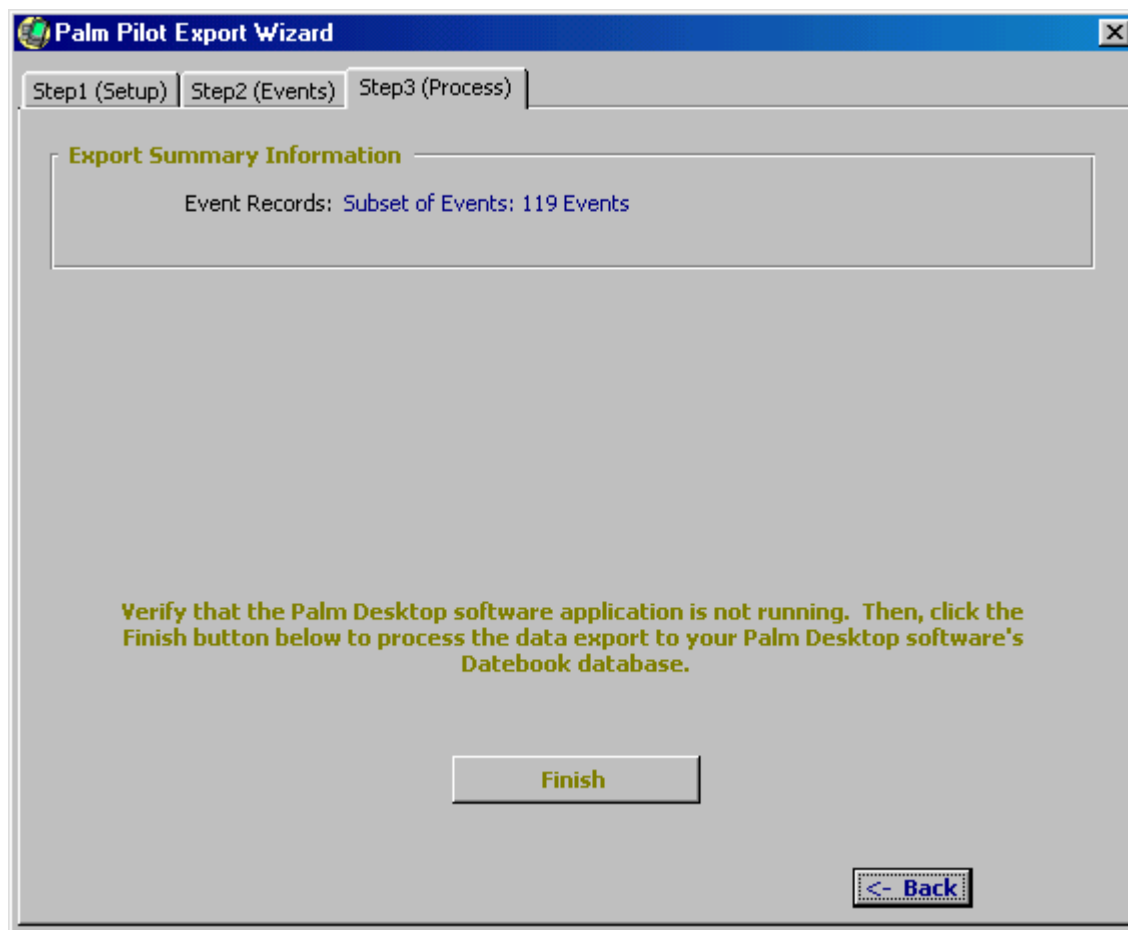 Palm Pilot Export Wizard
Step1 (Setup) Step2 (Events) Step3 (Process)
Export Summary Information
Event Records: Subset of Events: 119 Events
Verify that the Palm Desktop software application is not running. Then, click the
Finish button below to process the data export to your Palm Desktop software's
Datebook database.
Finish
<- Back